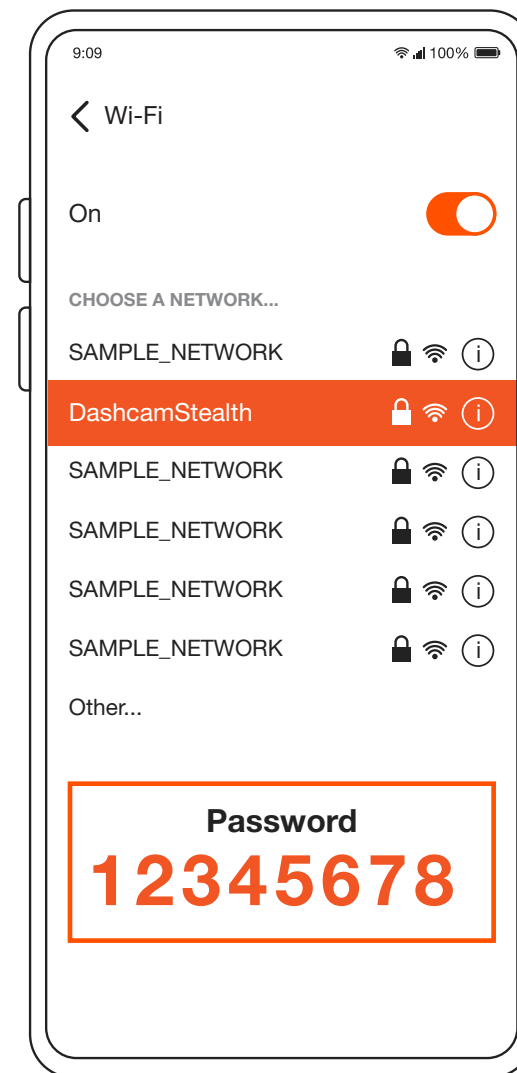 9:09
100%
Wi-Fi
On
CHOOSE A NETWORK...
SAMPLE_NETWORK
DashcamStealth
SAMPLE_NETWORK
SAMPLE_NETWORK
SAMPLE_NETWORK
SAMPLE_NETWORK
Other...
Password
12345678